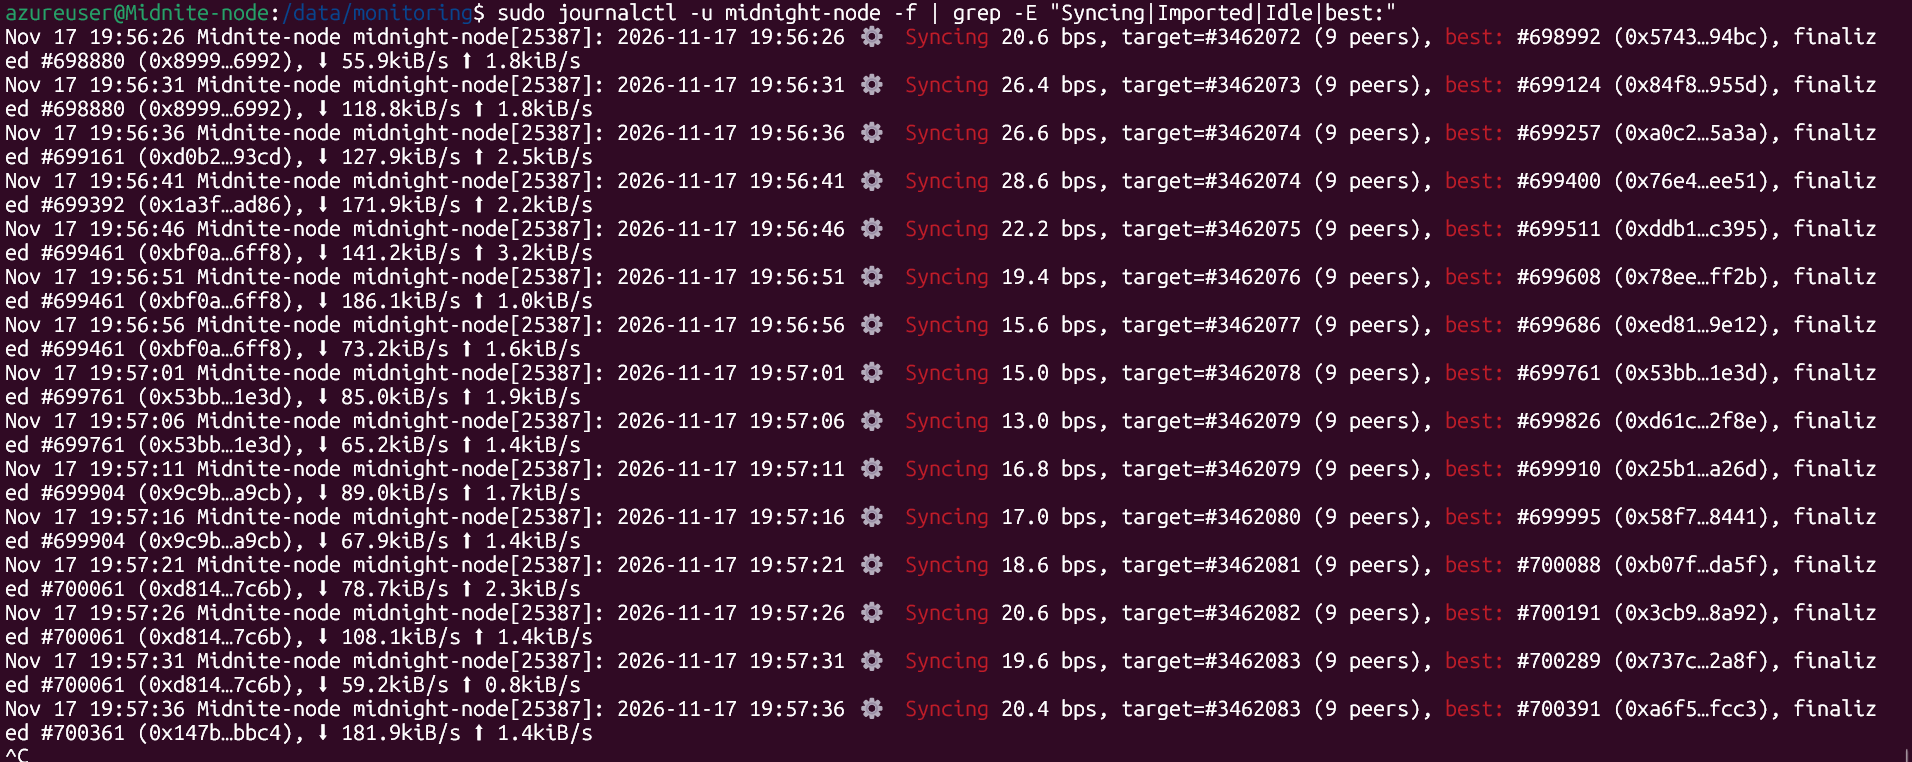 azureuser@Midnite-node:/data/monitoring$ sudo journalctl -u midnight-node -f | grep -E "Syncing|Imported|Idle|best:"
Nov 17 19:56:26 Midnite-node midnight-node[25387]: 2026-11-17 19:56:26 ⚙️  Syncing 20.6 bps, target=#3462072 (9 peers), best: #698992 (0x5743…94bc), finaliz
ed #698880 (0x8999…6992), ⬇ 55.9kiB/s ⬆ 1.8kiB/s
Nov 17 19:56:31 Midnite-node midnight-node[25387]: 2026-11-17 19:56:31 ⚙️  Syncing 26.4 bps, target=#3462073 (9 peers), best: #699124 (0x84f8…955d), finaliz
ed #698880 (0x8999…6992), ⬇ 118.8kiB/s ⬆ 1.8kiB/s
Nov 17 19:56:36 Midnite-node midnight-node[25387]: 2026-11-17 19:56:36 ⚙️  Syncing 26.6 bps, target=#3462074 (9 peers), best: #699257 (0xa0c2…5a3a), finaliz
ed #699161 (0xd0b2…93cd), ⬇ 127.9kiB/s ⬆ 2.5kiB/s
Nov 17 19:56:41 Midnite-node midnight-node[25387]: 2026-11-17 19:56:41 ⚙️  Syncing 28.6 bps, target=#3462074 (9 peers), best: #699400 (0x76e4…ee51), finaliz
ed #699392 (0x1a3f…ad86), ⬇ 171.9kiB/s ⬆ 2.2kiB/s
Nov 17 19:56:46 Midnite-node midnight-node[25387]: 2026-11-17 19:56:46 ⚙️  Syncing 22.2 bps, target=#3462075 (9 peers), best: #699511 (0xddb1…c395), finaliz
ed #699461 (0xbf0a…6ff8), ⬇ 141.2kiB/s ⬆ 3.2kiB/s
Nov 17 19:56:51 Midnite-node midnight-node[25387]: 2026-11-17 19:56:51 ⚙️  Syncing 19.4 bps, target=#3462076 (9 peers), best: #699608 (0x78ee…ff2b), finaliz
ed #699461 (0xbf0a…6ff8), ⬇ 186.1kiB/s ⬆ 1.0kiB/s
Nov 17 19:56:56 Midnite-node midnight-node[25387]: 2026-11-17 19:56:56 ⚙️  Syncing 15.6 bps, target=#3462077 (9 peers), best: #699686 (0xed81…9e12), finaliz
ed #699461 (0xbf0a…6ff8), ⬇ 73.2kiB/s ⬆ 1.6kiB/s
Nov 17 19:57:01 Midnite-node midnight-node[25387]: 2026-11-17 19:57:01 ⚙️  Syncing 15.0 bps, target=#3462078 (9 peers), best: #699761 (0x53bb…1e3d), finaliz
ed #699761 (0x53bb…1e3d), ⬇ 85.0kiB/s ⬆ 1.9kiB/s
Nov 17 19:57:06 Midnite-node midnight-node[25387]: 2026-11-17 19:57:06 ⚙️  Syncing 13.0 bps, target=#3462079 (9 peers), best: #699826 (0xd61c…2f8e), finaliz
ed #699761 (0x53bb…1e3d), ⬇ 65.2kiB/s ⬆ 1.4kiB/s
Nov 17 19:57:11 Midnite-node midnight-node[25387]: 2026-11-17 19:57:11 ⚙️  Syncing 16.8 bps, target=#3462079 (9 peers), best: #699910 (0x25b1…a26d), finaliz
ed #699904 (0x9c9b…a9cb), ⬇ 89.0kiB/s ⬆ 1.7kiB/s
Nov 17 19:57:16 Midnite-node midnight-node[25387]: 2026-11-17 19:57:16 ⚙️  Syncing 17.0 bps, target=#3462080 (9 peers), best: #699995 (0x58f7…8441), finaliz
ed #699904 (0x9c9b…a9cb), ⬇ 67.9kiB/s ⬆ 1.4kiB/s
Nov 17 19:57:21 Midnite-node midnight-node[25387]: 2026-11-17 19:57:21 ⚙️  Syncing 18.6 bps, target=#3462081 (9 peers), best: #700088 (0xb07f…da5f), finaliz
ed #700061 (0xd814…7c6b), ⬇ 78.7kiB/s ⬆ 2.3kiB/s
Nov 17 19:57:26 Midnite-node midnight-node[25387]: 2026-11-17 19:57:26 ⚙️  Syncing 20.6 bps, target=#3462082 (9 peers), best: #700191 (0x3cb9…8a92), finaliz
ed #700061 (0xd814…7c6b), ⬇ 108.1kiB/s ⬆ 1.4kiB/s
Nov 17 19:57:31 Midnite-node midnight-node[25387]: 2026-11-17 19:57:31 ⚙️  Syncing 19.6 bps, target=#3462083 (9 peers), best: #700289 (0x737c…2a8f), finaliz
ed #700061 (0xd814…7c6b), ⬇ 59.2kiB/s ⬆ 0.8kiB/s
Nov 17 19:57:36 Midnite-node midnight-node[25387]: 2026-11-17 19:57:36 ⚙️  Syncing 20.4 bps, target=#3462083 (9 peers), best: #700391 (0xa6f5…fcc3), finaliz
ed #700361 (0x147b…bbc4), ⬇ 181.9kiB/s ⬆ 1.4kiB/s
^C